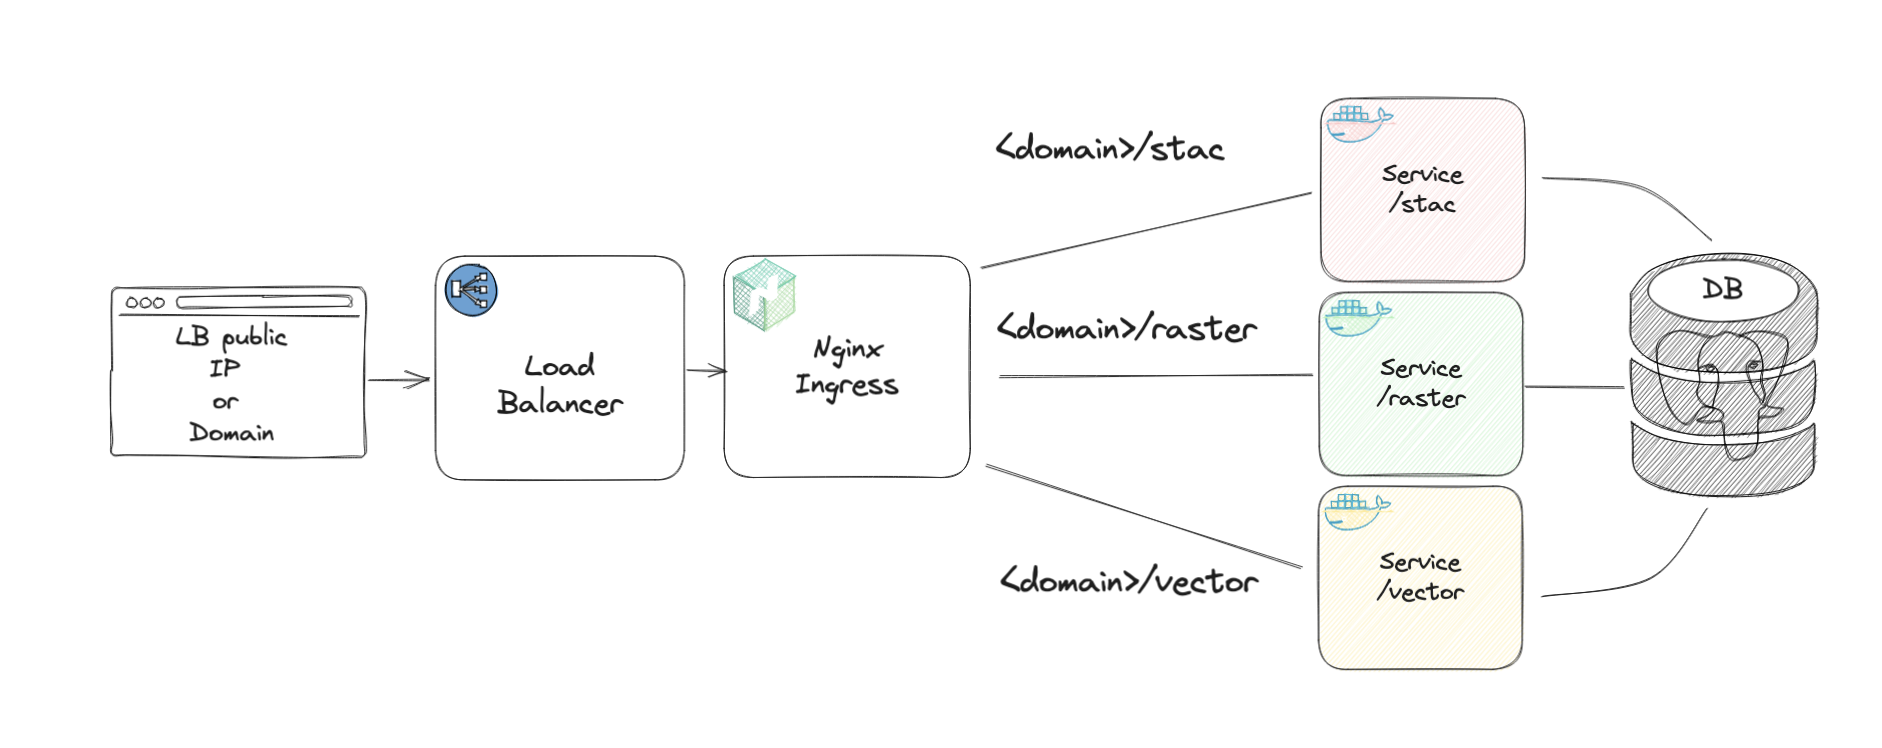 LB public
IP
or
Domain
Load
Balancer
Nginx
Ingress
<domain>/stac
<domain>/raster
<domain>/vector
Service
/stac
Service
/raster
Service
/vector
DB